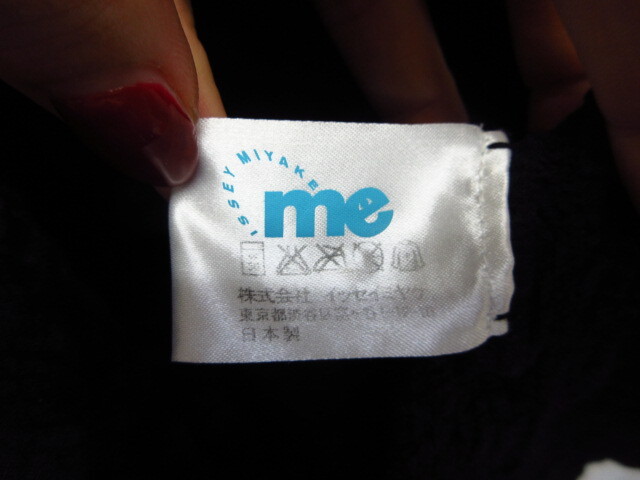 ISSEY MIYAKE
me
株式会社 イッセイミヤケ
東京都渋谷区
日本製